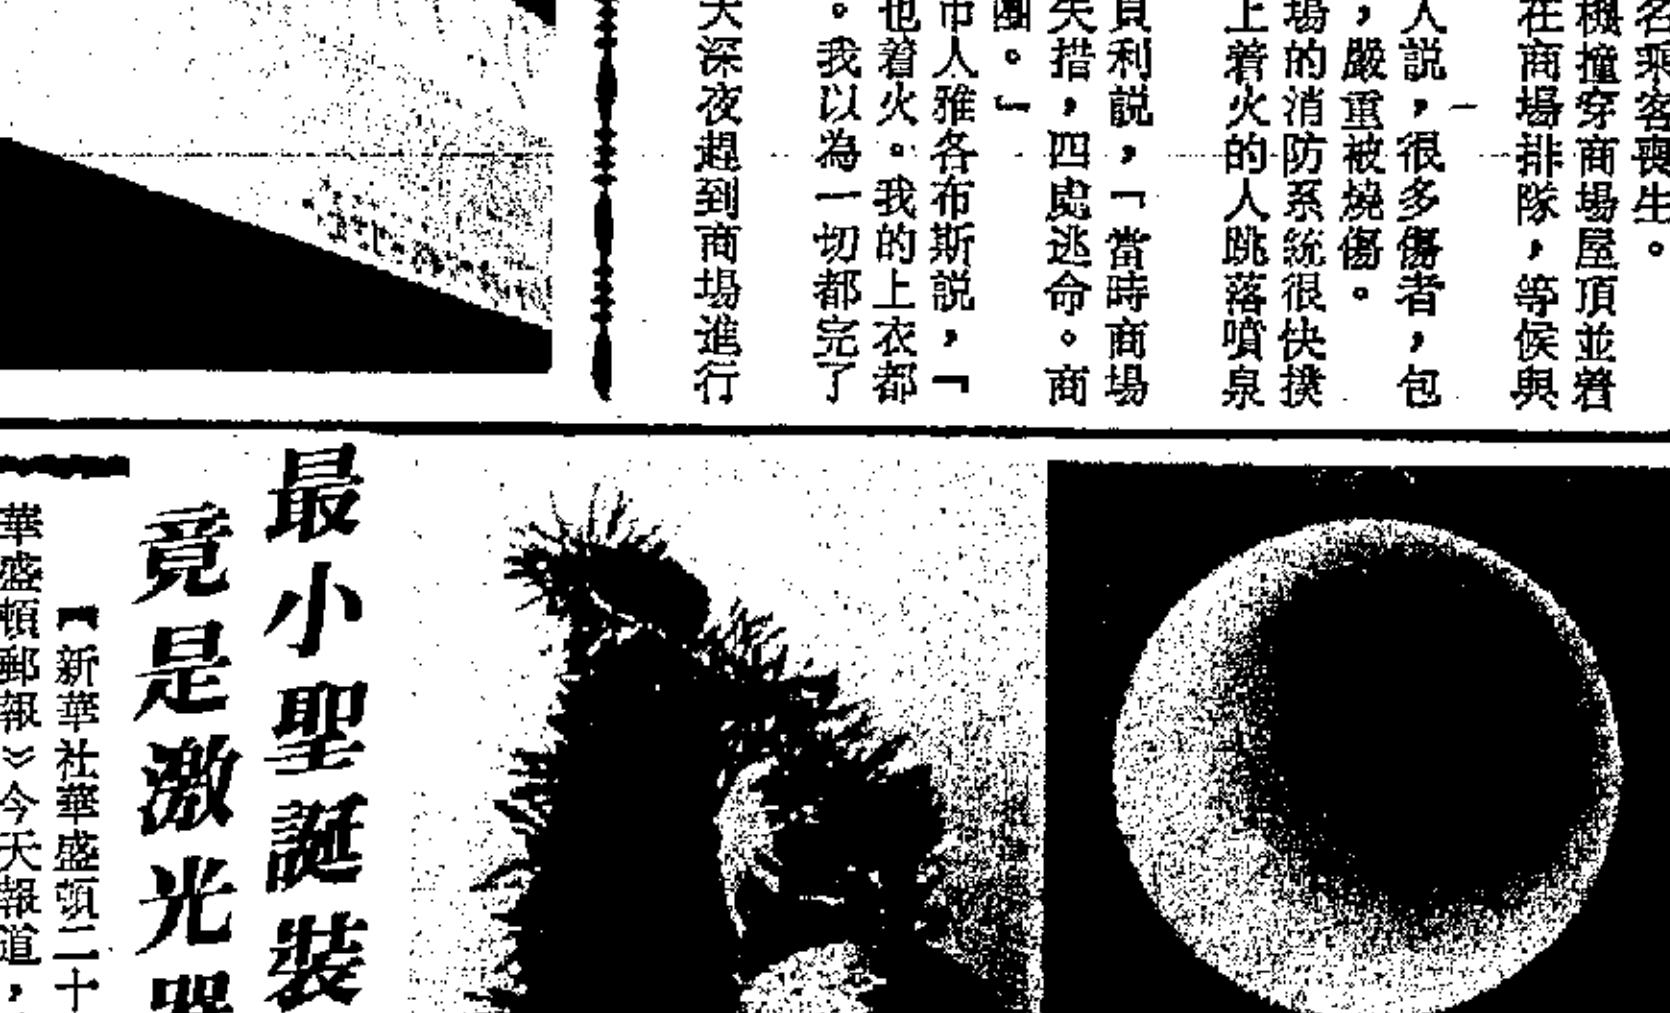 名乘客喪生。
機撞穿商場屋頂並着
在商場排隊，等候與
人説，很多傷者，包
，嚴重被燒傷。
場的消防系統很快撲
上着火的人跳落噴泉
貝利説，「當時商場
失措，四處逃命。商
團。」
市人雅各布斯説，「
也着火。我的上衣都
。我以為一切都完了
天深夜趕到商場進行
最小聖誕裝
竟是激光器
【新華社華盛頓二十
華盛頓郵報》今天報道，